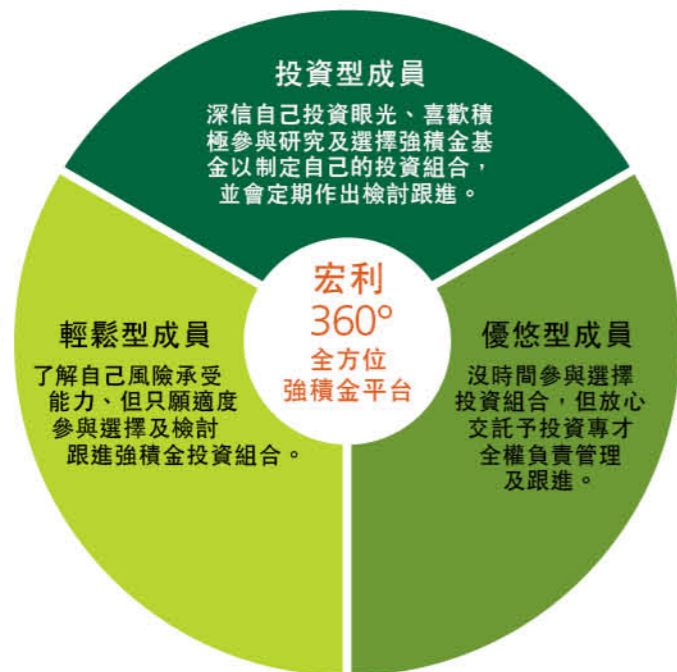 投資型成員
深信自己投資眼光、喜歡積
極參與研究及選擇強積金基
金以制定自己的投資組合，
並會定期作出檢討跟進。
宏利
360°
全方位
強積金平台
輕鬆型成員
了解自己風險承受
能力、但只願適度
參與選擇及檢討
跟進強積金投資組合。
優悠型成員
沒時間參與選擇
投資組合，但放心
交託予投資專才
全權負責管理
及跟進。